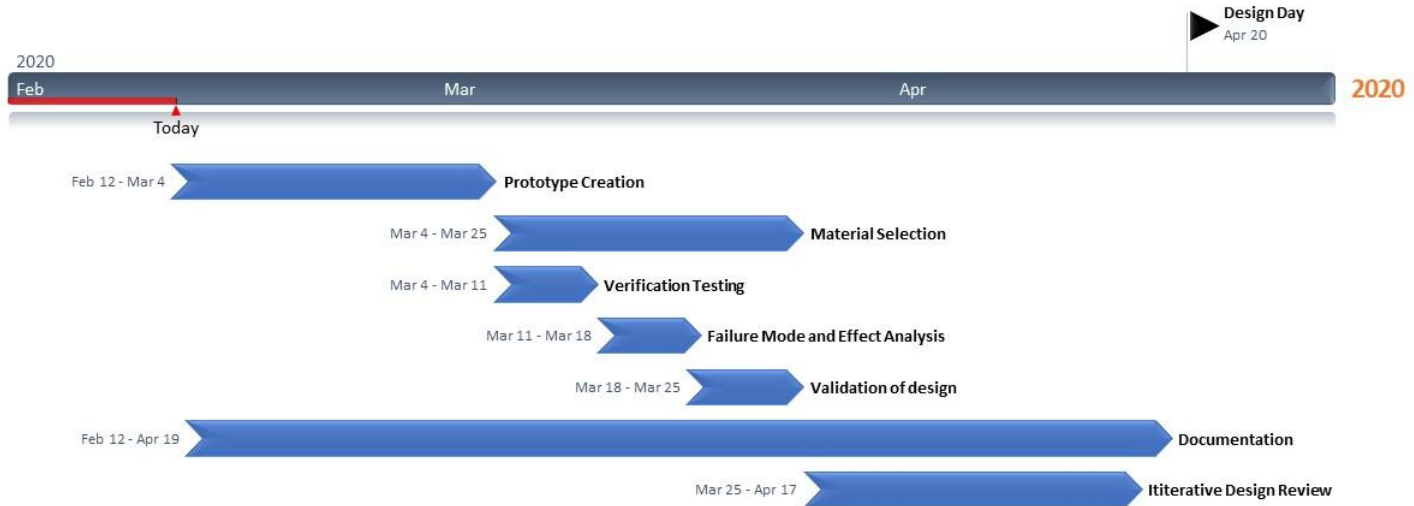 Design Day
Apr 20
2020
Feb Mar Apr 2020
Today
Feb 12 - Mar 4 Prototype Creation
Mar 4 - Mar 25 Material Selection
Mar 4 - Mar 11 Verification Testing
Mar 11 - Mar 18 Failure Mode and Effect Analysis
Mar 18 - Mar 25 Validation of design
Feb 12 - Apr 19 Documentation
Mar 25 - Apr 17 Ititerative Design Review